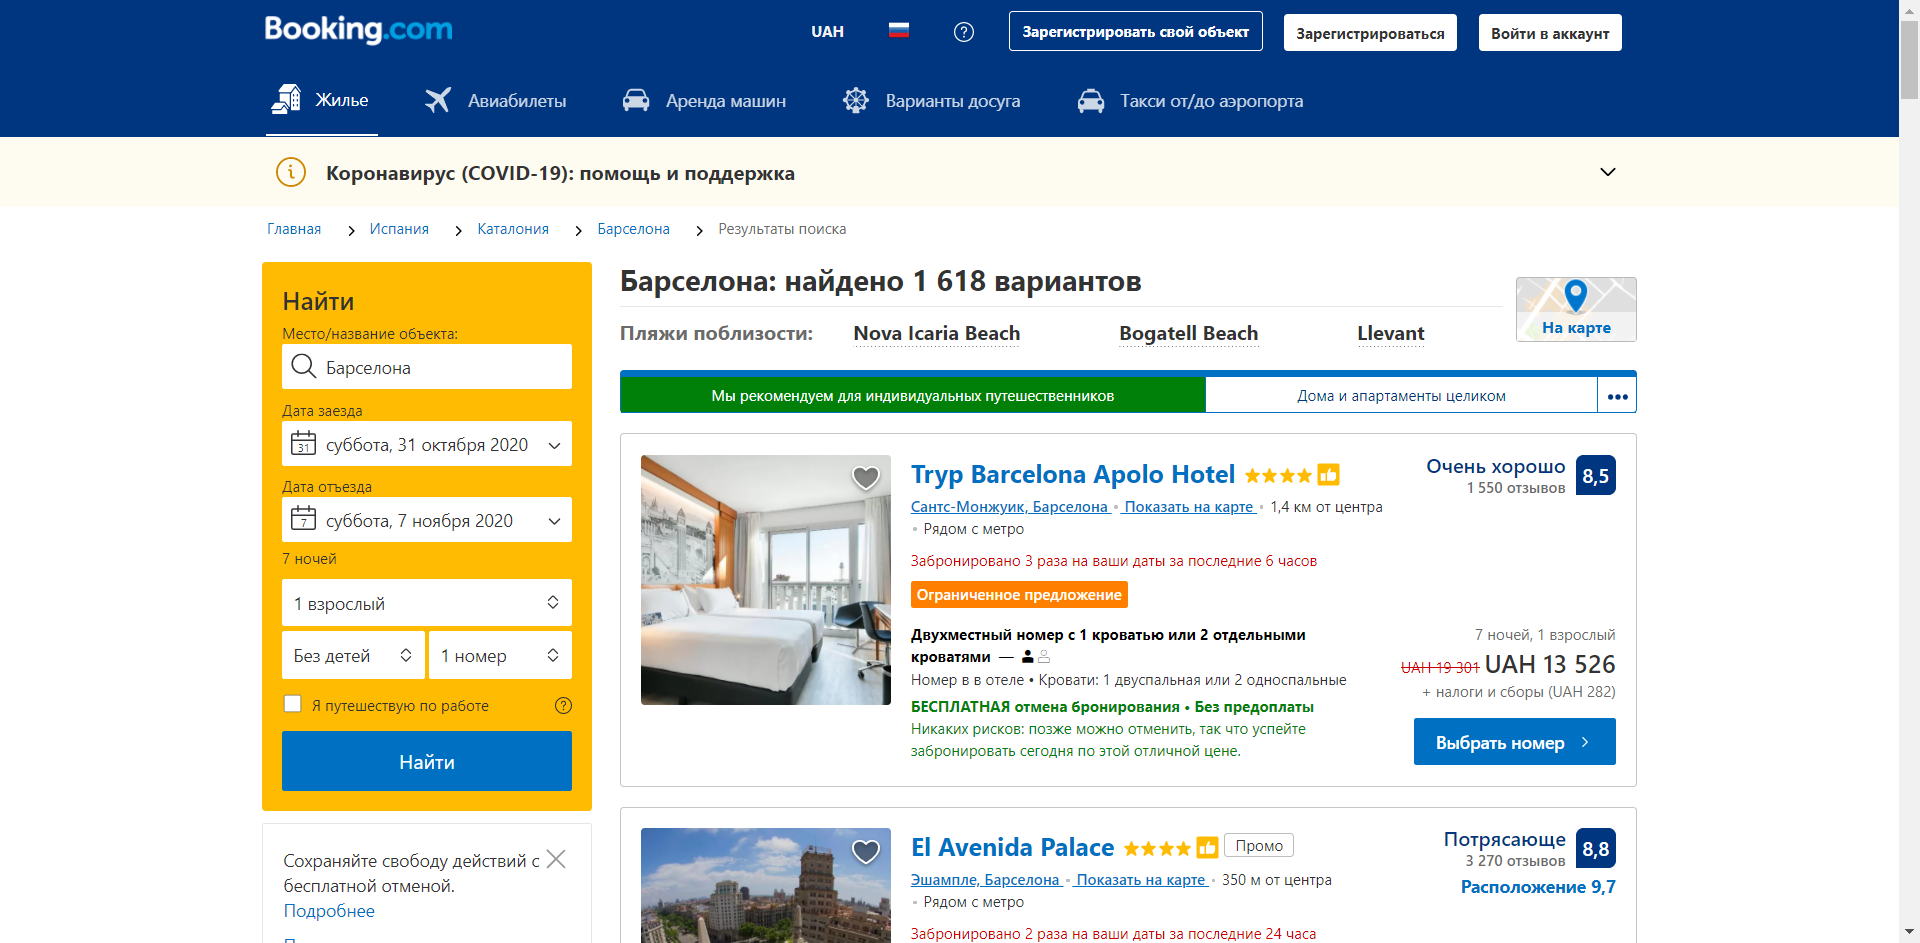 Booking.com
UAH
?
Зарегистрировать свой объект
Зарегистрироваться
Войти в аккаунт
Жилье
Авиабилеты
Аренда машин
Варианты досуга
Такси от/до аэропорта
Коронавирус (COVID-19): помощь и поддержка
Главная
Испания
Каталония
Барселона
Результаты поиска
Найти
Место/название объекта:
Барселона
Дата заезда
31
суббота, 31 октября 2020
Дата отъезда
7
суббота, 7 ноября 2020
7 ночей
1 взрослый
Без детей
1 номер
Я путешествую по работе
?
Найти
Сохраняйте свободу действий с
бесплатной отменой.
Подробнее
Барселона: найдено 1 618 вариантов
Пляжи поблизости:
Nova Icaria Beach
Bogatell Beach
Llevant
На карте
Мы рекомендуем для индивидуальных путешественников
Дома и апартаменты целиком
•••
Tryp Barcelona Apolo Hotel
Очень хорошо
1 550 отзывов
8,5
Сантс-Монжуик, Барселона • Показать на карте • 1,4 км от центра
• Рядом с метро
Забронировано 3 раза на ваши даты за последние 6 часов
Ограниченное предложение
Двухместный номер с 1 кроватью или 2 отдельными
кроватями —
Номер в в отеле • Кровати: 1 двуспальная или 2 односпальные
БЕСПЛАТНАЯ отмена бронирования • Без предоплаты
Никаких рисков: позже можно отменить, так что успейте
забронировать сегодня по этой отличной цене.
7 ночей, 1 взрослый
UAH 19 301 UAH 13 526
+ налоги и сборы (UAH 282)
Выбрать номер
El Avenida Palace
Промо
Потрясающе
3 270 отзывов
8,8
Расположение 9,7
Эшампле, Барселона • Показать на карте • 350 м от центра
• Рядом с метро
Забронировано 2 раза на ваши даты за последние 24 часа